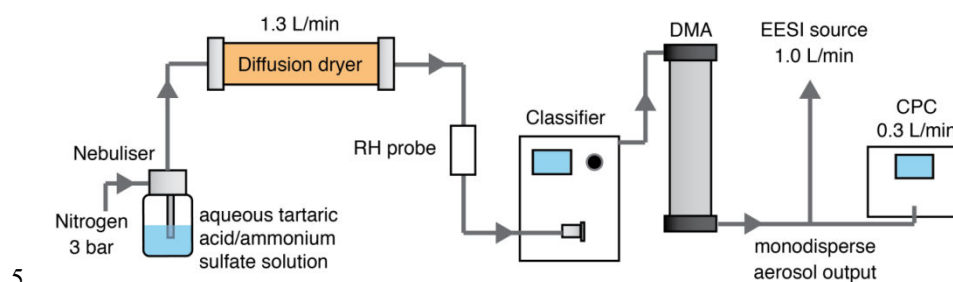 1.3 L/min
Diffusion dryer
Nebuliser
Nitrogen
3 bar
aqueous tartaric
acid/ammonium
sulfate solution
RH probe
Classifier
DMA
EESI source
1.0 L/min
CPC
0.3 L/min
monodisperse
aerosol output
5